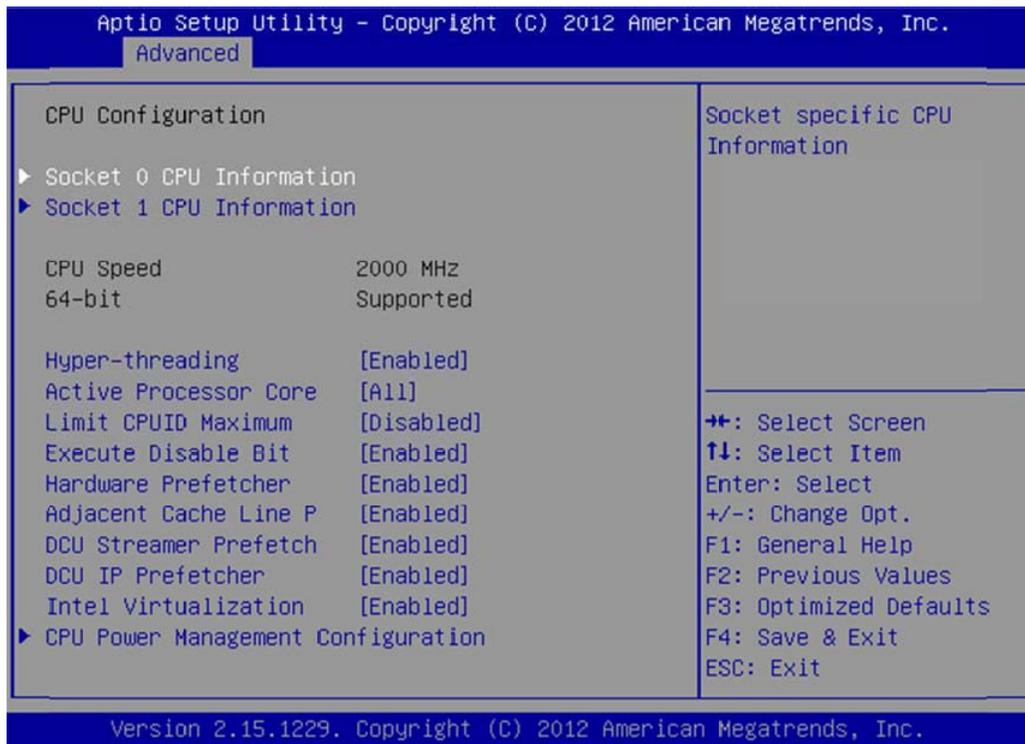 Aptio Setup Utility - Copyright (C) 2012 American Megatrends, Inc.
Advanced
CPU Configuration
Socket 0 CPU Information
Socket 1 CPU Information
CPU Speed 2000 MHz
64-bit Supported
Hyper-threading [Enabled]
Active Processor Core [All]
Limit CPUID Maximum [Disabled]
Execute Disable Bit [Enabled]
Hardware Prefetcher [Enabled]
Adjacent Cache Line P [Enabled]
DCU Streamer Prefetch [Enabled]
DCU IP Prefetcher [Enabled]
Intel Virtualization [Enabled]
CPU Power Management Configuration
Socket specific CPU
Information
→←: Select Screen
↑↓: Select Item
Enter: Select
+/-: Change Opt.
F1: General Help
F2: Previous Values
F3: Optimized Defaults
F4: Save & Exit
ESC: Exit
Version 2.15.1229. Copyright (C) 2012 American Megatrends, Inc.